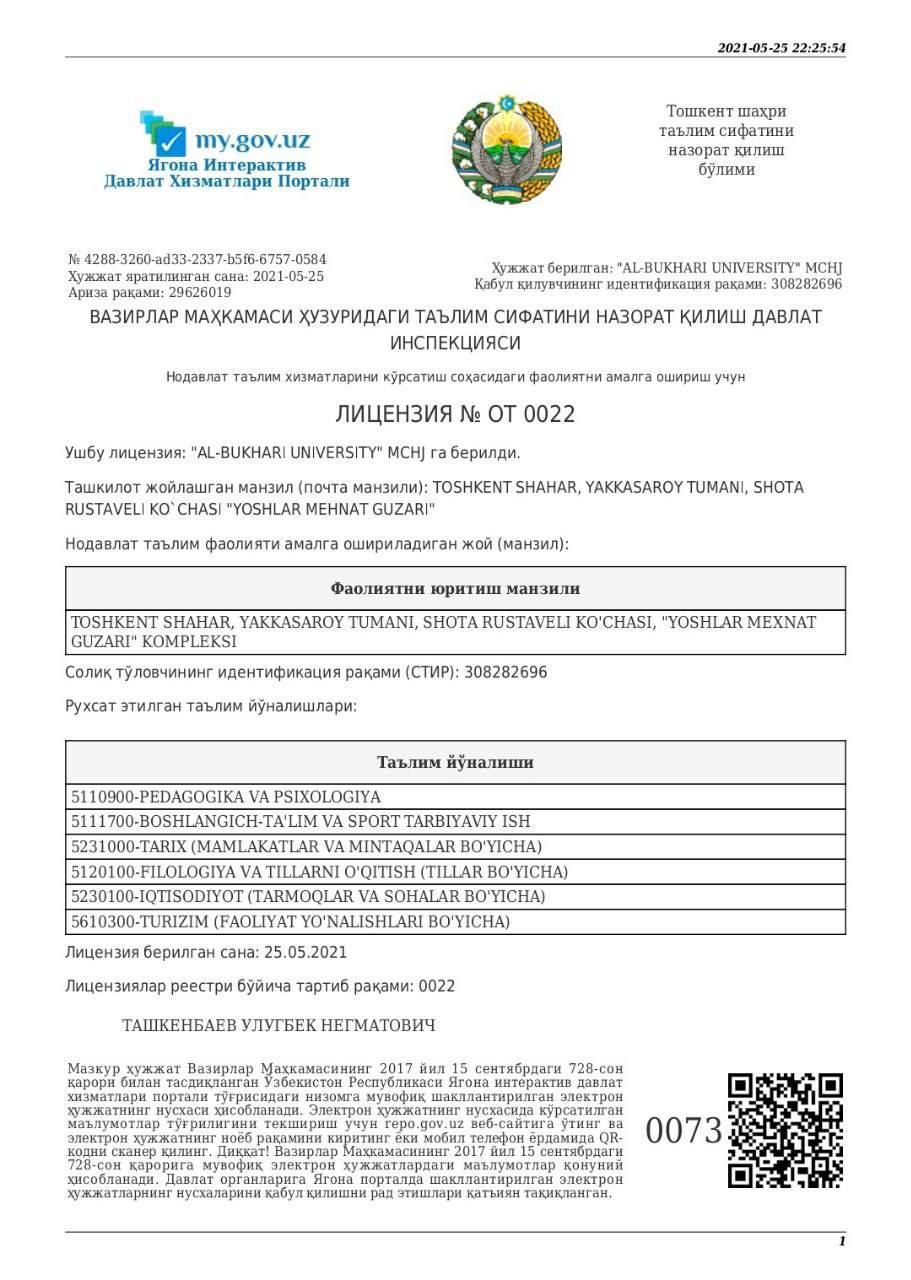 2021-05-25 22:25:54
my.gov.uz
Ягона Интерактив
Давлат Хизматлари Портали
Тошкент шаҳри
таълим сифатини
назорат қилиш
бўлими
№ 4288-3260-ad33-2337-b5f6-6757-0584
Ҳужжат яратилинган сана: 2021-05-25
Ариза рақами: 29626019
Ҳужжат берилган: "AL-BUKHARI UNIVERSITY" MCHJ
Қабул қилувчининг идентификация рақами: 308282696
ВАЗИРЛАР МАҲКАМАСИ ҲУЗУРИДАГИ ТАЪЛИМ СИФАТИНИ НАЗОРАТ ҚИЛИШ ДАВЛАТ
ИНСПЕКЦИЯСИ
Нодавлат таълим хизматларини кўрсатиш соҳасидаги фаолиятни амалга ошириш учун
ЛИЦЕНЗИЯ № ОТ 0022
Ушбу лицензия: "AL-BUKHARI UNIVERSITY" MCHJ га берилди.
Ташкилот жойлашган манзил (почта манзили): TOSHKENT SHAHAR, YAKKASAROY TUMANI, SHOTA
RUSTAVELI KO`CHASI "YOSHLAR MEHNAT GUZARI"
Нодавлат таълим фаолияти амалга ошириладиган жой (манзил):
Фаолиятни юритиш манзили
TOSHKENT SHAHAR, YAKKASAROY TUMANI, SHOTA RUSTAVELI KO'CHASI, "YOSHLAR MEXNAT
GUZARI" KOMPLEKSI
Солиқ тўловчининг идентификация рақами (СТИР): 308282696
Рухсат этилган таълим йўналишлари:
Таълим йўналиши
5110900-PEDAGOGIKA VA PSIXOLOGIYA
5111700-BOSHLANGICH-TA'LIM VA SPORT TARBIYAVIY ISH
5231000-TARIX (MAMLAKATLAR VA MINTAQALAR BO'YICHA)
5120100-FILOLOGIYA VA TILLARNI O'QITISH (TILLAR BO'YICHA)
5230100-IQTISODIYOT (TARMOQLAR VA SOHALAR BO'YICHA)
5610300-TURIZIM (FAOLIYAT YO'NALISHLARI BO'YICHA)
Лицензия берилган сана: 25.05.2021
Лицензиялар реестри бўйича тартиб рақами: 0022
ТАШКЕНБАЕВ УЛУГБЕК НЕГМАТОВИЧ
Мазкур ҳужжат Вазирлар Маҳкамасининг 2017 йил 15 сентябрдаги 728-сон
қарори билан тасдиқланган Ўзбекистон Республикаси Ягона интерактив давлат
хизматлари портали тўғрисидаги низомга мувофиқ шакллантирилган электрон
ҳужжатнинг нусхаси ҳисобланади. Электрон ҳужжатнинг нусхасида кўрсатилган
маълумотлар тўғрилигини текшириш учун repo.gov.uz веб-сайтига ўтинг ва
электрон ҳужжатнинг ноёб рақамини киритинг ёки мобил телефон ёрдамида QR-
кодни сканер қилинг. Диққат! Вазирлар Маҳкамасининг 2017 йил 15 сентябрдаги
728-сон қарорига мувофиқ электрон ҳужжатлардаги маълумотлар қонуний
ҳисобланади. Давлат органларига Ягона порталда шакллантирилган электрон
ҳужжатларнинг нусхаларини қабул қилишни рад этишлари қатъиян тақиқланган.
0073
1